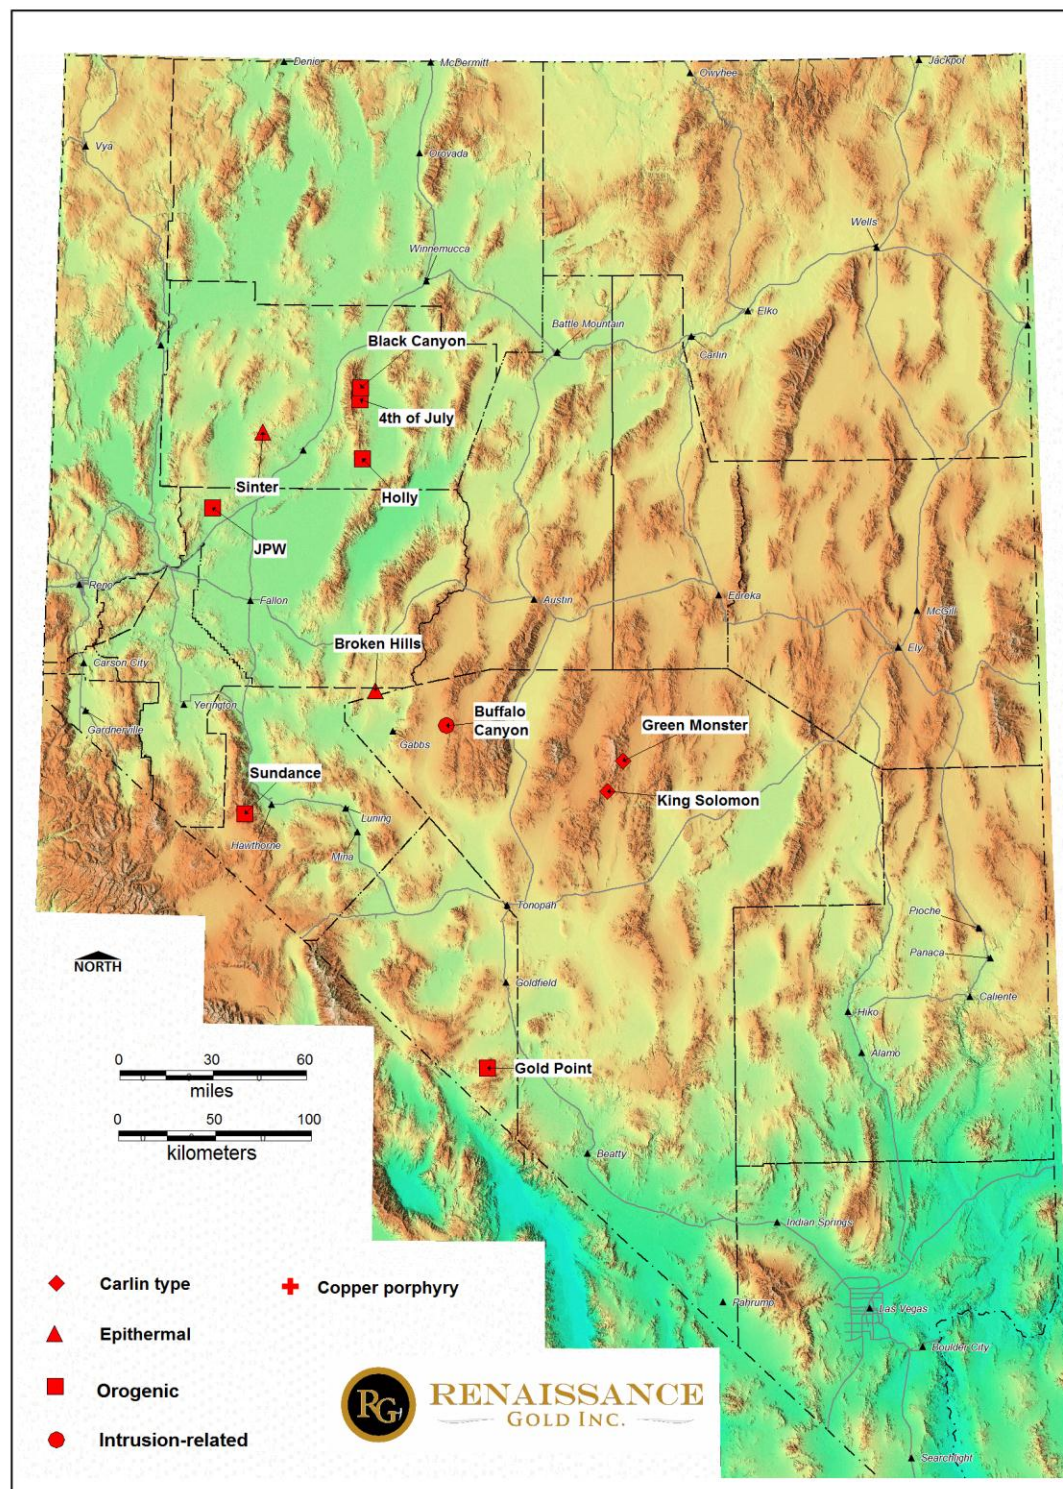 Denio
McDermitt
Owyhee
Jackpot
Vya
Orovada
Wells
Winnemucca
Elko
Battle Mountain
Carlin
Black Canyon
4th of July
Sinter
Holly
JPW
Reno
Fallon
Austin
Eureka
McGill
Ely
Broken Hills
Carson City
Yerington
Gardnerville
Gabbs
Buffalo
Canyon
Green Monster
King Solomon
Sundance
Luning
Hawthorne
Mina
Tonopah
Pioche
Panaca
NORTH
Goldfield
Caliente
Hiko
Alamo
0 30 60
miles
Gold Point
0 50 100
kilometers
Beatty
Indian Springs
Carlin type
Copper porphyry
Pahrump
Las Vegas
Epithermal
Boulder City
Orogenic
RG
RENAISSANCE
GOLD INC.
Intrusion-related
Searchlight